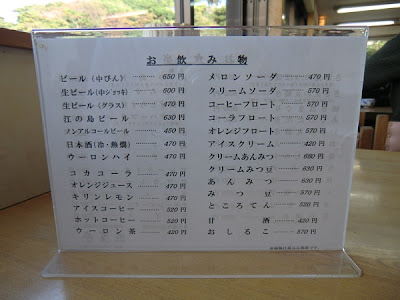 お飲み物
ビール(中びん) 650円
生ビール(中ジョッキ) 600円
生ビール(グラス) 470円
江の島ビール 630円
ノンアルコールビール 450円
日本酒(冷・熱燗) 470円
ウーロンハイ 470円
コカコーラ 420円
オレンジジュース 470円
キリンレモン 420円
アイスコーヒー 520円
ホットコーヒー 520円
ウーロン茶 420円
メロンソーダ 470円
クリームソーダ 570円
コーヒーフロート 570円
コーラフロート 570円
オレンジフロート 570円
アイスクリーム 420円
クリームあんみつ 680円
クリームみつ豆 630円
あんみつ 620円
みつ豆 570円
ところてん 520円
甘酒 420円
おしるこ 570円